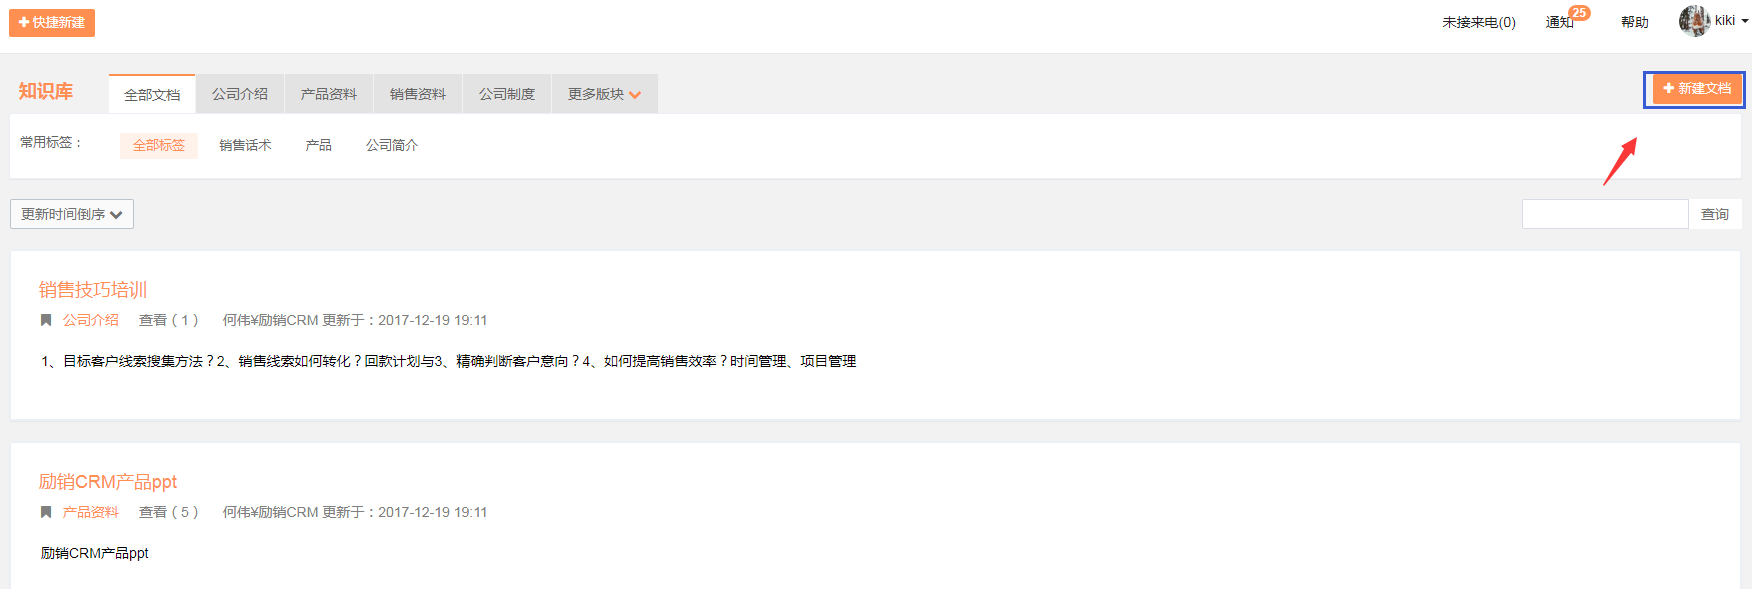 快捷新建
未接来电(0) 通知 25 帮助 kiki
知识库 全部文档 公司介绍 产品资料 销售资料 公司制度 更多版块 新建文档
常用标签： 全部标签 销售话术 产品 公司简介
更新时间倒序 查询
销售技巧培训
公司介绍 查看（1） 何伟¥励销CRM 更新于：2017-12-19 19:11
1、目标客户线索搜集方法？2、销售线索如何转化？回款计划与3、精确判断客户意向？4、如何提高销售效率？时间管理、项目管理
励销CRM产品ppt
产品资料 查看（5） 何伟¥励销CRM 更新于：2017-12-19 19:11
励销CRM产品ppt